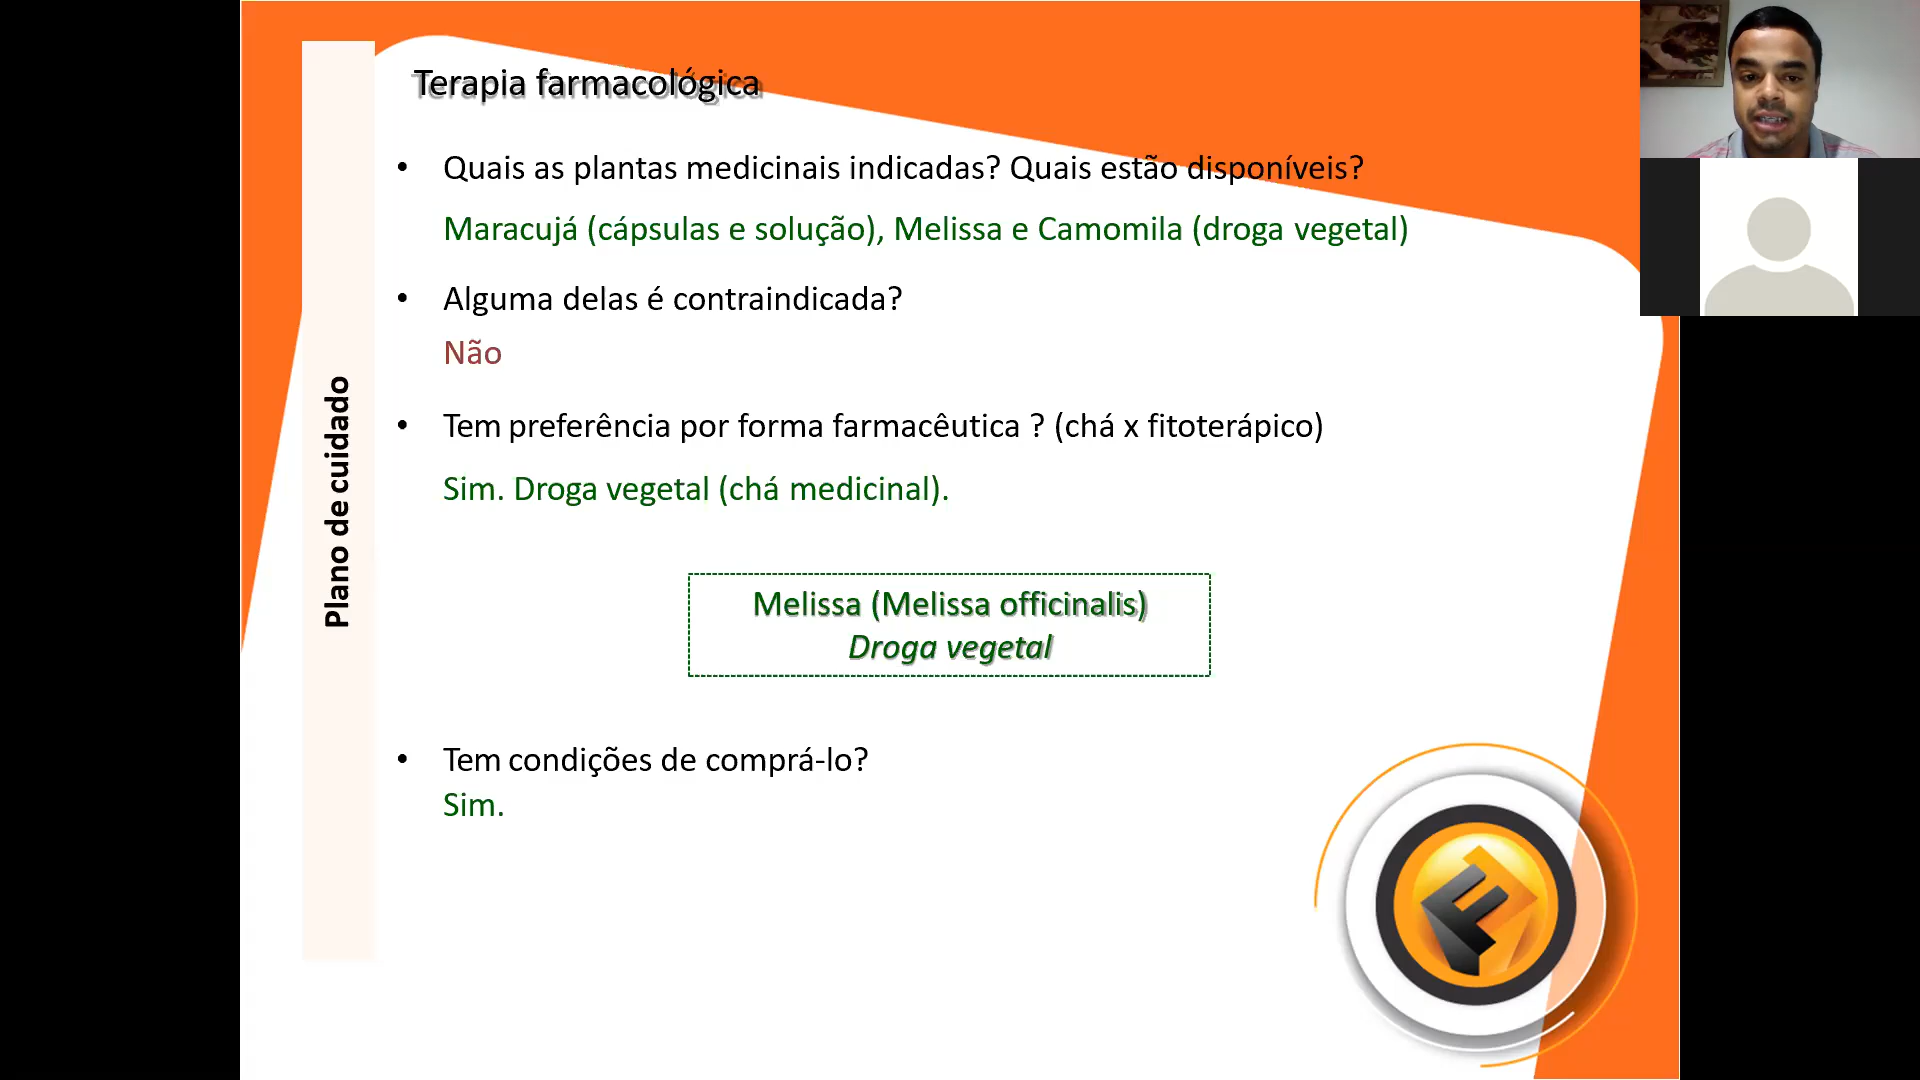 Terapia farmacológica
• Quais as plantas medicinais indicadas? Quais estão disponíveis?
Maracujá (cápsulas e solução), Melissa e Camomila (droga vegetal)
• Alguma delas é contraindicada?
Não
• Tem preferência por forma farmacêutica ? (chá x fitoterápico)
Sim. Droga vegetal (chá medicinal).
Melissa (Melissa officinalis)
Droga vegetal
• Tem condições de comprá-lo?
Sim.
Plano de cuidado